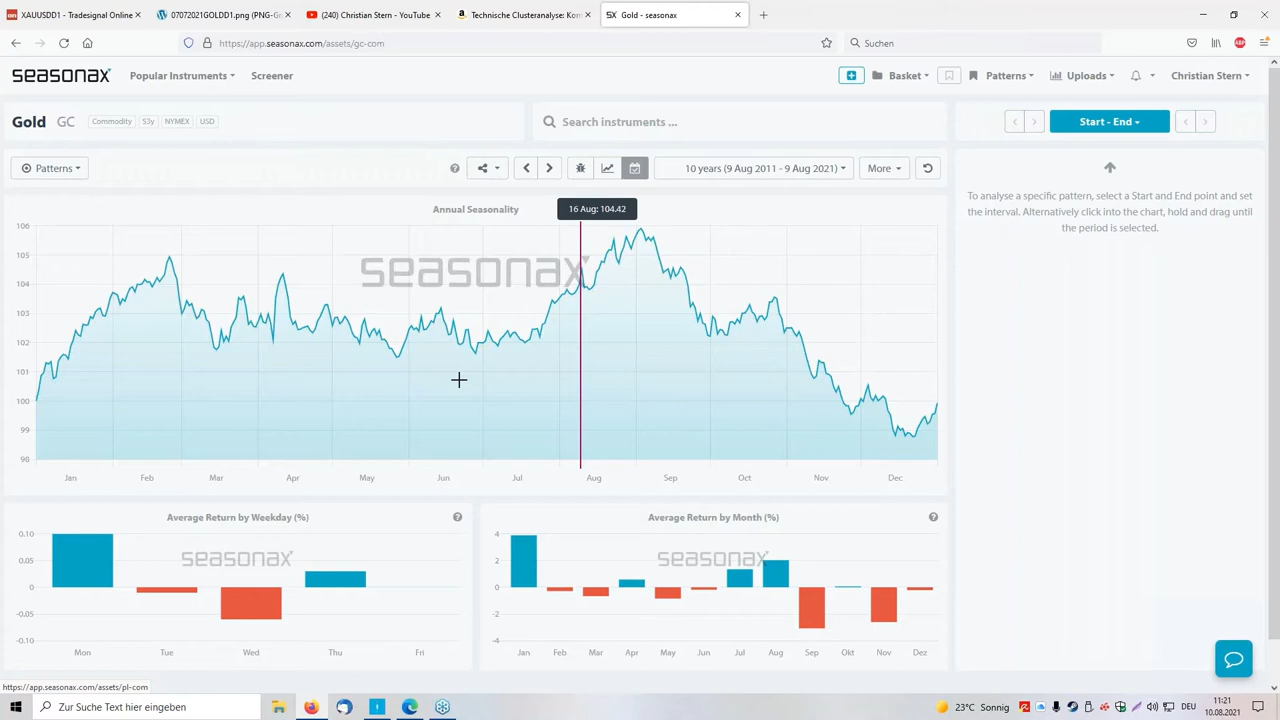 XAUUSDD1> - Tradesignal Online
07072021GOLDD1.png (PNG-Gr
(240) Christian Stern - YouTube
Technische Clusteranalyse: Kom
Gold - seasonax
https://app.seasonax.com/assets/gc-com
Suchen
seasonax
Popular Instruments
Screener
Basket
Patterns
Uploads
Christian Stern
Gold GC
Commodity
S3y
NYMEX
USD
Search instruments ...
Start - End
Patterns
10 years (9 Aug 2011 - 9 Aug 2021)
More
To analyse a specific pattern, select a Start and End point and set
the interval. Alternatively click into the chart, hold and drag until
the period is selected.
Annual Seasonality
16 Aug: 104.42
seasonax
106
105
104
103
102
101
100
99
98
Jan Feb Mar Apr May Jun Jul Aug Sep Oct Nov Dec
Average Return by Weekday (%)
seasonax
0.10
0.05
0
-0.05
-0.10
Mon Tue Wed Thu Fri
Average Return by Month (%)
seasonax
4
2
0
-2
-4
Jan Feb Mar Apr May Jun Jul Aug Sep Okt Nov Dez
https://app.seasonax.com/assets/pl-com
Zur Suche Text hier eingeben
23°C Sonnig
DEU
11:21
10.08.2021